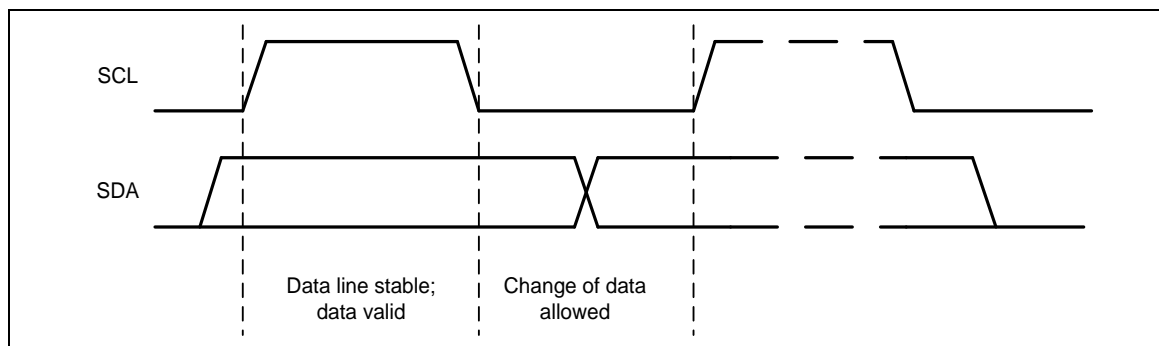 SCL
SDA
Data line stable;
data valid
Change of data
allowed